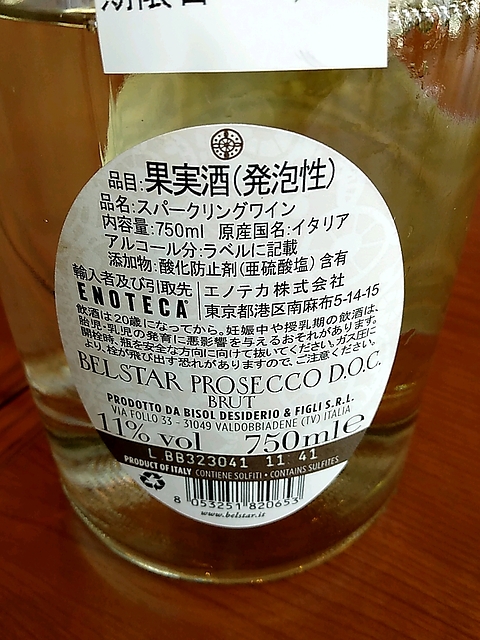 期限
品目:果実酒(発泡性)
品名:スパークリングワイン
内容量:750ml 原産国名:イタリア
アルコール分:ラベルに記載
添加物:酸化防止剤(亜硫酸塩)含有
輸入者及び引取先
ENOTECA
エノテカ株式会社
東京都港区南麻布5-14-15
飲酒は20歳になってから。妊娠中や授乳期の飲酒は、
胎児・乳児の発育に悪影響を与えるおそれがあります。
開栓時、瓶を安全な方向に向けて抜いてください。ガス圧に
より、栓が飛び出す恐れがありますので、ご注意ください。
BELSTAR PROSECCO D.O.C.
BRUT
PRODOTTO DA BISOL DESIDERIO & FIGLI S.R.L.
VIA FOLLO 33 - 31049 VALDOBBIADENE (TV) ITALIA
11% vol 750ml e
L BB323041 11 41
PRODUCT OF ITALY CONTIENE SOLFITI • CONTAINS SULFITES
8 053251 820653
www.belstar.it